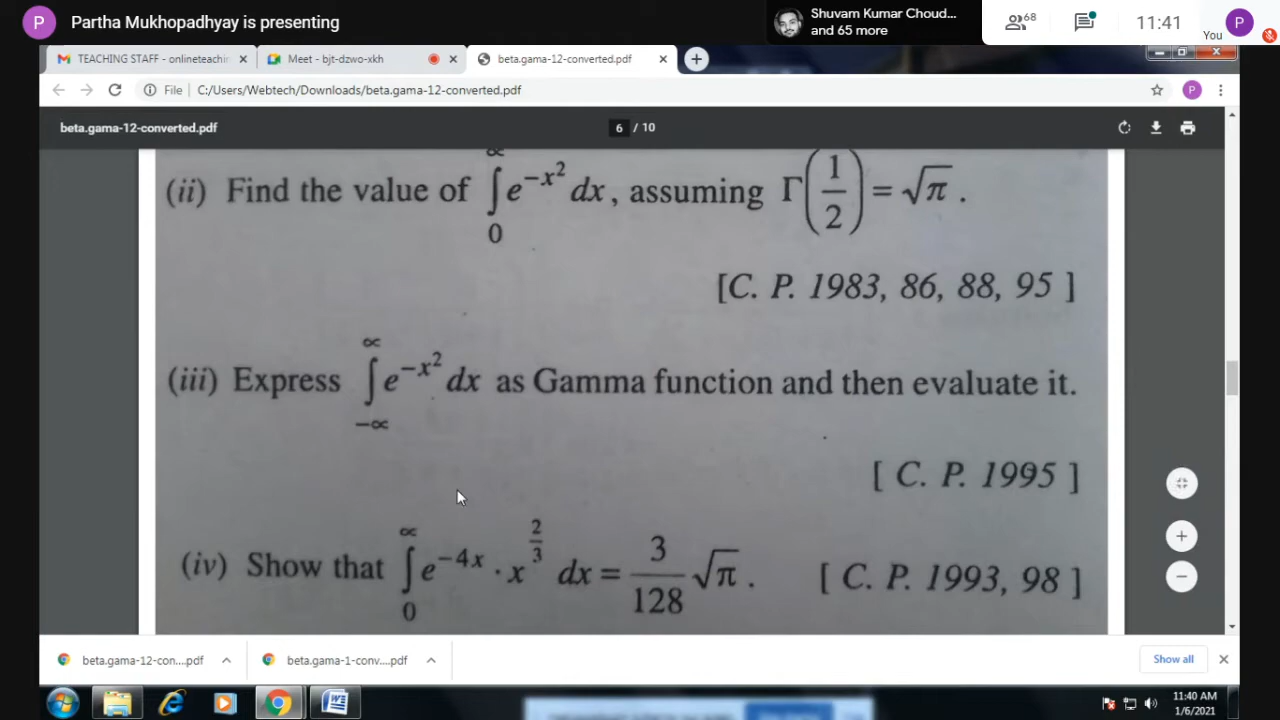 P Partha Mukhopadhyay is presenting
Shuvam Kumar Choud...
and 65 more
68
11:41
You
P
TEACHING STAFF - onlineteachin
Meet - bjt-dzwo-xkh
beta.gama-12-converted.pdf
File | C:/Users/Webtech/Downloads/beta.gama-12-converted.pdf
P
beta.gama-12-converted.pdf
6 / 10
(ii) Find the value of ∫₀^∝ e^{-x²} dx, assuming Γ(1/2) = √π .
[C. P. 1983, 86, 88, 95 ]
(iii) Express ∫_{-∝}^{∝} e^{-x²} dx as Gamma function and then evaluate it.
[ C. P. 1995 ]
(iv) Show that ∫₀^∝ e^{-4x} · x^{2/3} dx = 3/128 √π . [ C. P. 1993, 98 ]
beta.gama-12-con....pdf
beta.gama-1-conv....pdf
Show all
11:40 AM
1/6/2021